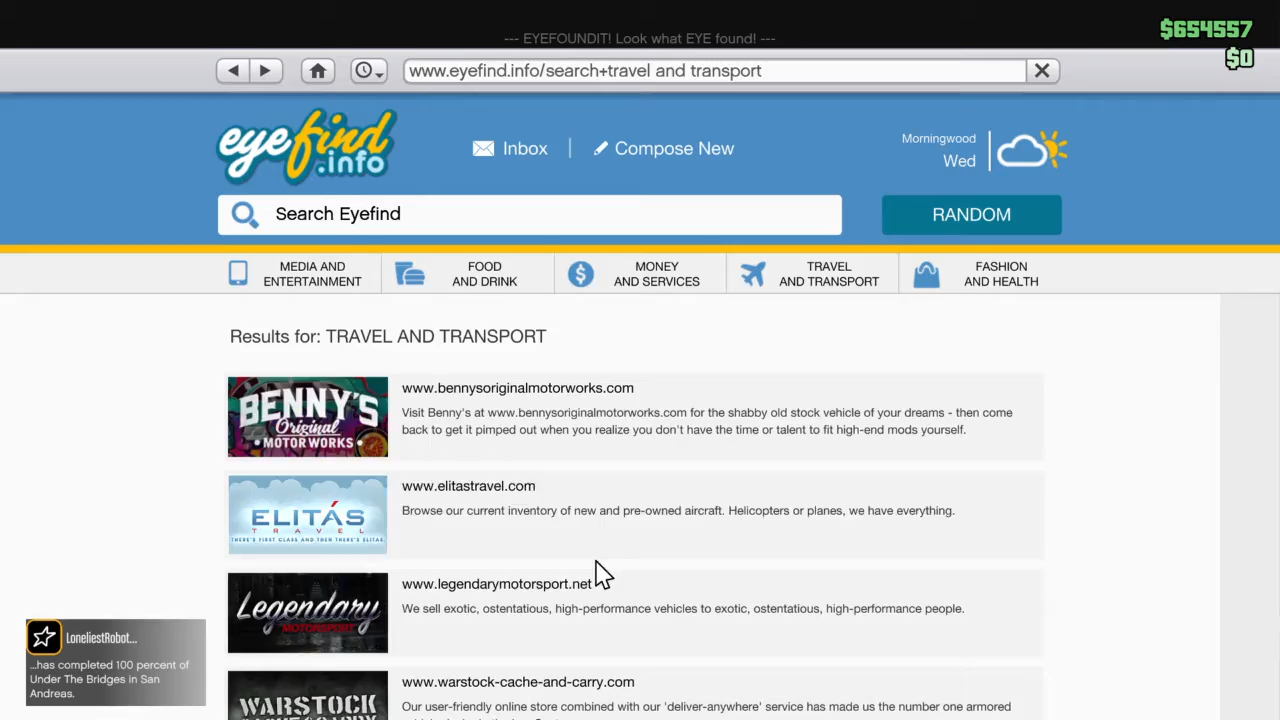 --- EYEFOUNDIT! Look what EYE found! ---
$654557
$0
www.eyefind.info/search+travel and transport
eyefind
.info
Inbox
Compose New
Morningwood
Wed
Search Eyefind
RANDOM
MEDIA AND
ENTERTAINMENT
FOOD
AND DRINK
MONEY
AND SERVICES
TRAVEL
AND TRANSPORT
FASHION
AND HEALTH
Results for: TRAVEL AND TRANSPORT
BENNY'S
Original
MOTOR WORKS
www.bennysoriginalmotorworks.com
Visit Benny's at www.bennysoriginalmotorworks.com for the shabby old stock vehicle of your dreams - then come
back to get it pimped out when you realize you don't have the time or talent to fit high-end mods yourself.
ELITÁS
TRAVEL
THERE'S FIRST CLASS AND THEN THERE'S ELITAS
www.elitastravel.com
Browse our current inventory of new and pre-owned aircraft. Helicopters or planes, we have everything.
Legendary
MOTORSPORT
www.legendarymotorsport.net
We sell exotic, ostentatious, high-performance vehicles to exotic, ostentatious, high-performance people.
WARSTOCK
www.warstock-cache-and-carry.com
Our user-friendly online store combined with our 'deliver-anywhere' service has made us the number one armored
LoneliestRobot...
...has completed 100 percent of
Under The Bridges in San
Andreas.